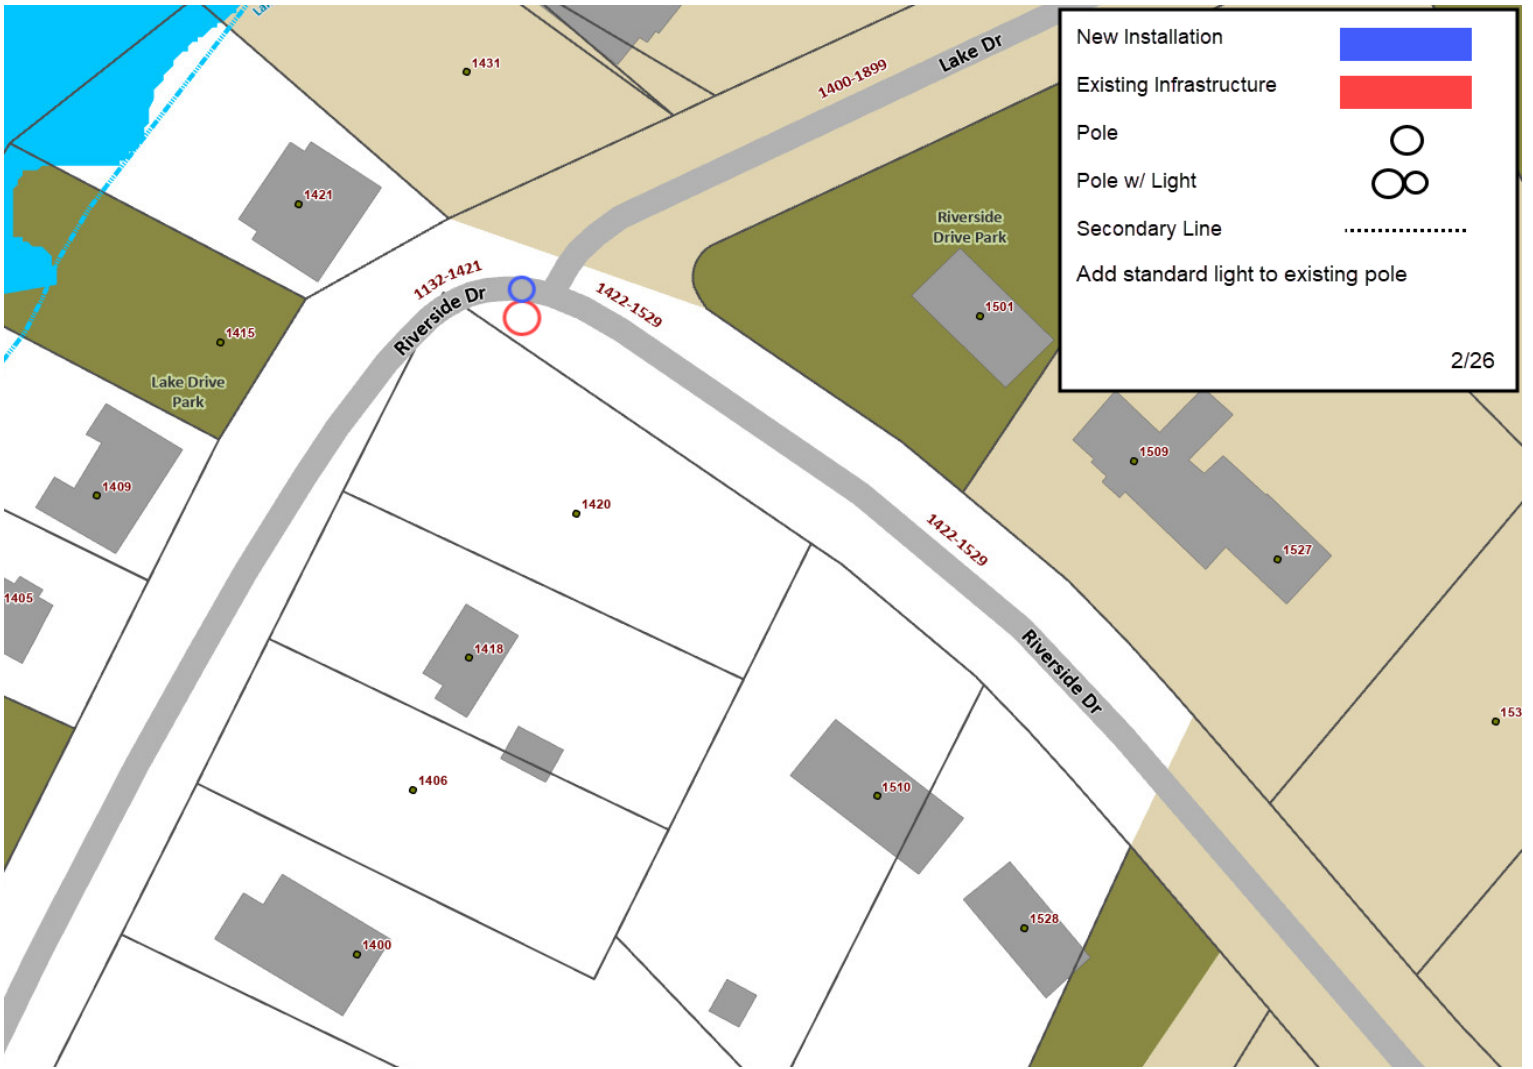 La
1431
1400-1899
Lake Dr
New Installation
Existing Infrastructure
Pole
Pole w/ Light
Secondary Line
Add standard light to existing pole
2/26
1421
Riverside
Drive Park
1132-1421
Riverside Dr
1422-1529
1501
1415
Lake Drive
Park
1409
1509
1420
1422-1529
1527
1405
1418
Riverside Dr
153
1406
1510
1528
1400